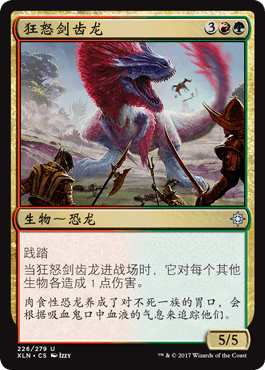 狂怒剑齿龙 3
生物～恐龙
践踏
当狂怒剑齿龙进战场时，它对每个其他
生物各造成1点伤害。
肉食性恐龙养成了对不死一族的胃口，会
根据吸血鬼口中血液的气息来追踪他们。
5/5
226/279 U
XLN • CS Izzy
™ & © 2017 Wizards of the Coast